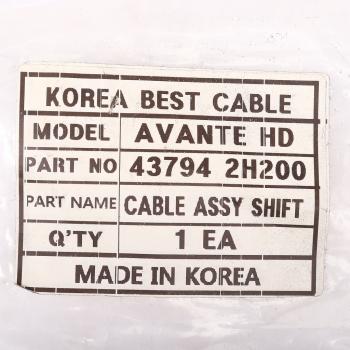 KOREA BEST CABLE
MODEL AVANTE HD
PART NO 43794 2H200
PART NAME CABLE ASSY SHIFT
Q'TY 1 EA
MADE IN KOREA